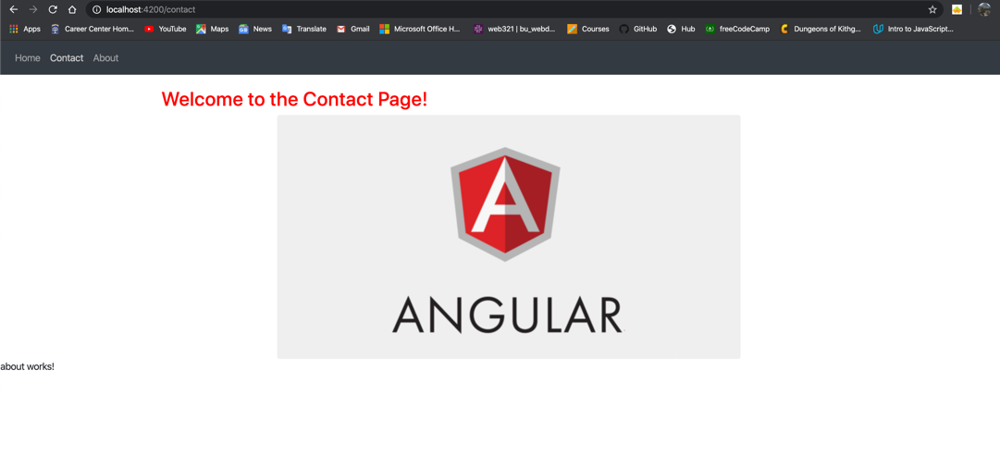 localhost:4200/contact
Apps Career Center Hom... YouTube Maps News Translate Gmail Microsoft Office H... web321 | bu_webd... Courses GitHub Hub freeCodeCamp Dungeons of Kithg... Intro to JavaScript...
Home Contact About
Welcome to the Contact Page!
ANGULAR
about works!